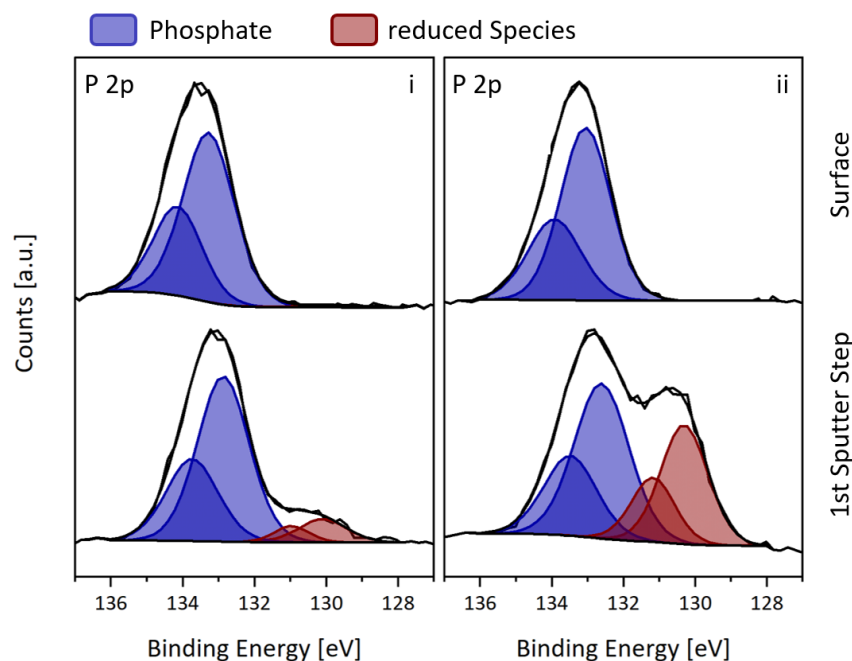 Phosphate
reduced Species
P 2p
i
P 2p
ii
Surface
1st Sputter Step
Counts [a.u.]
136
134
132
130
128
136
134
132
130
128
Binding Energy [eV]
Binding Energy [eV]